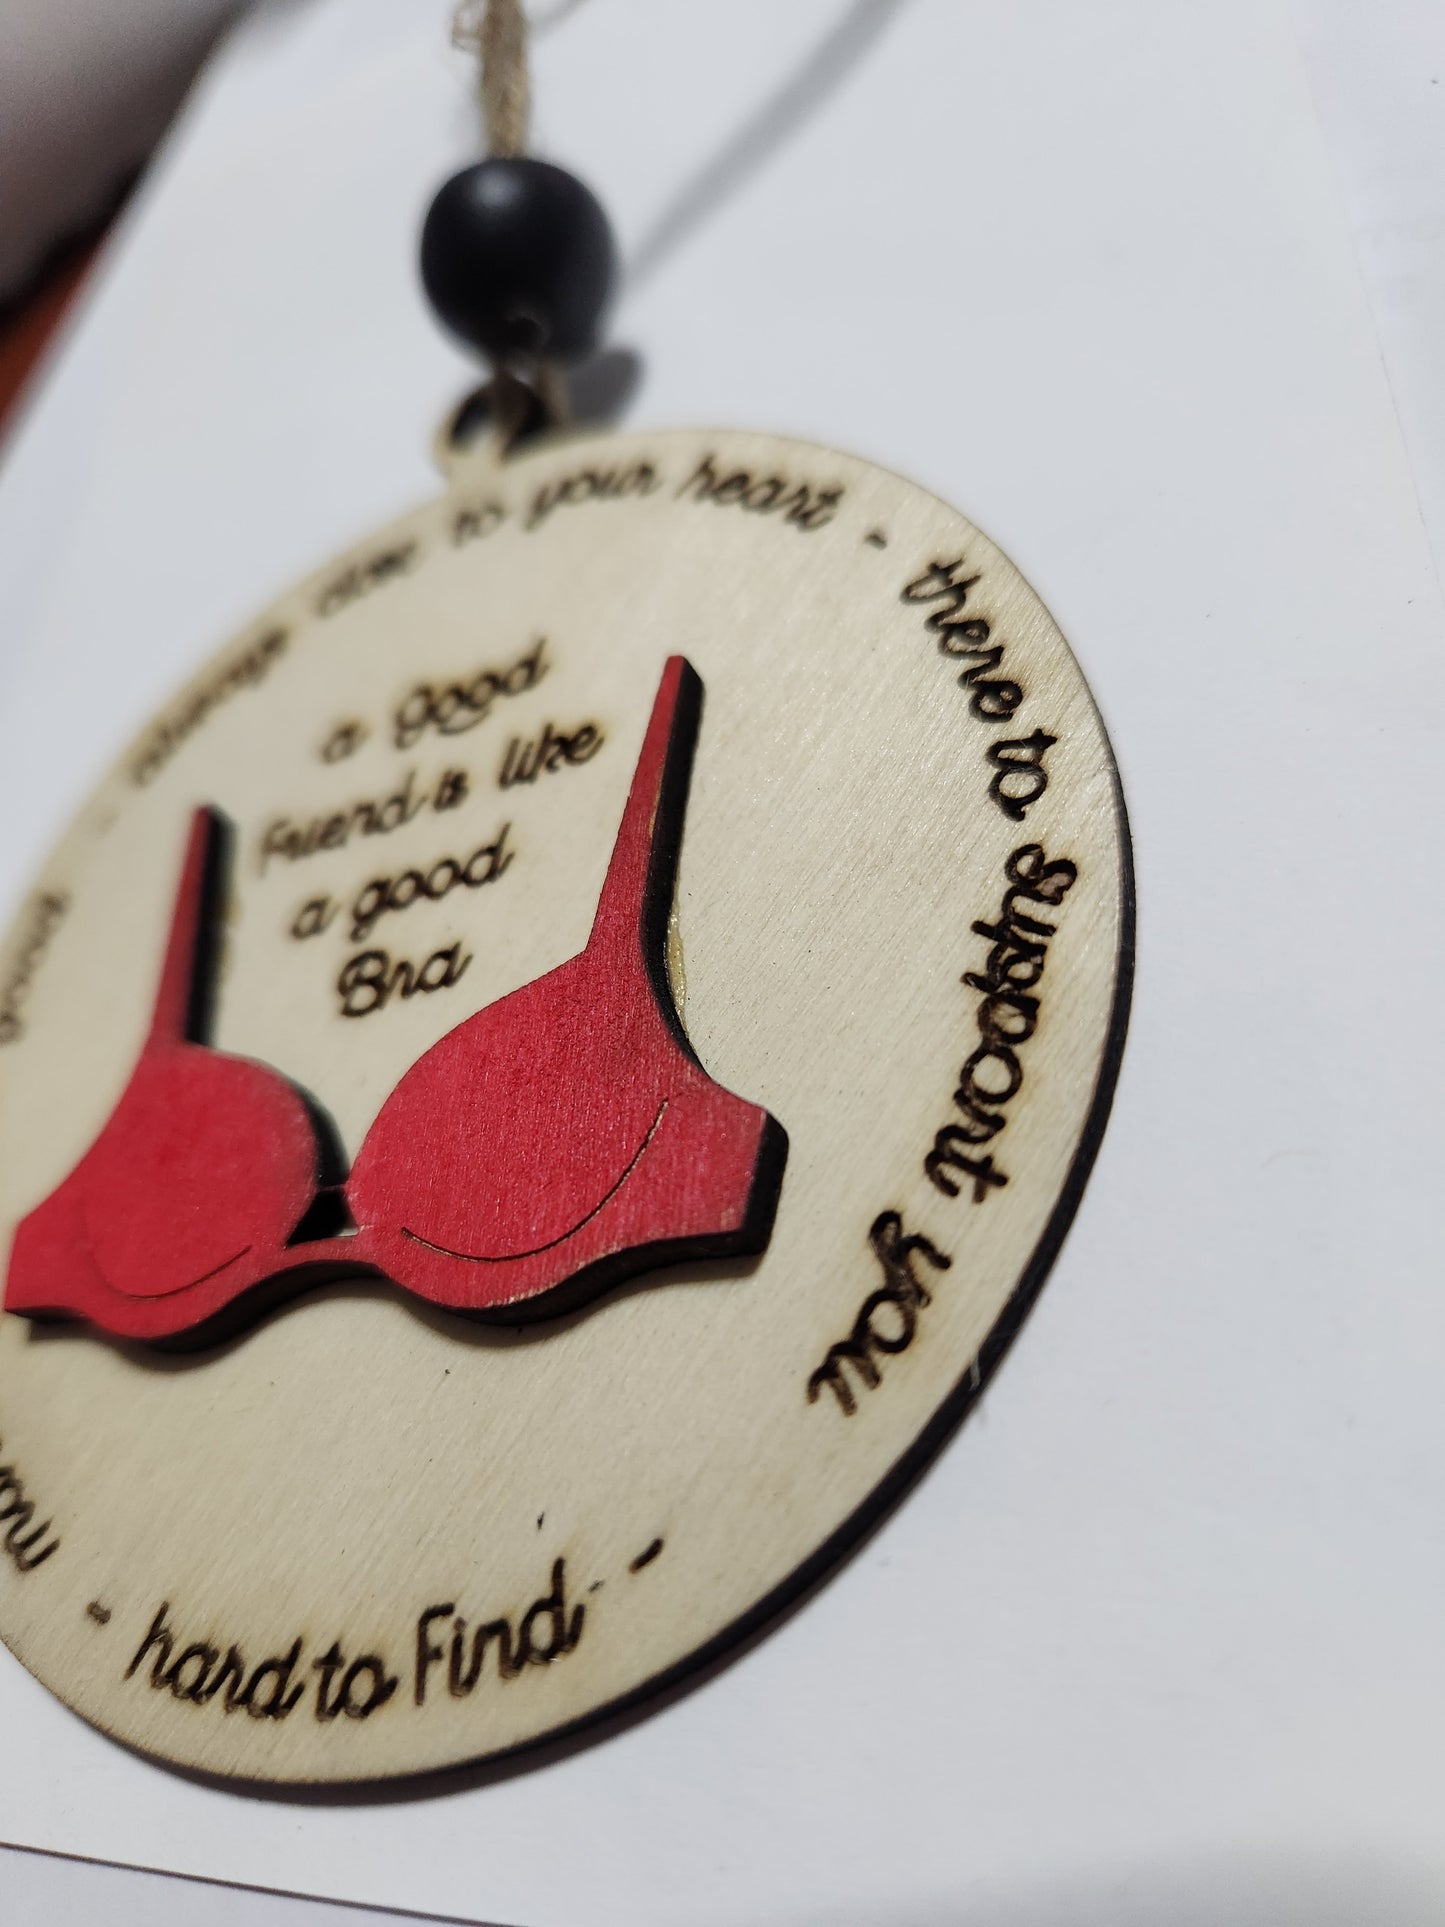 a good
Friend is like
a good
Bra
always close to your heart - there to support you
- hard to Find -